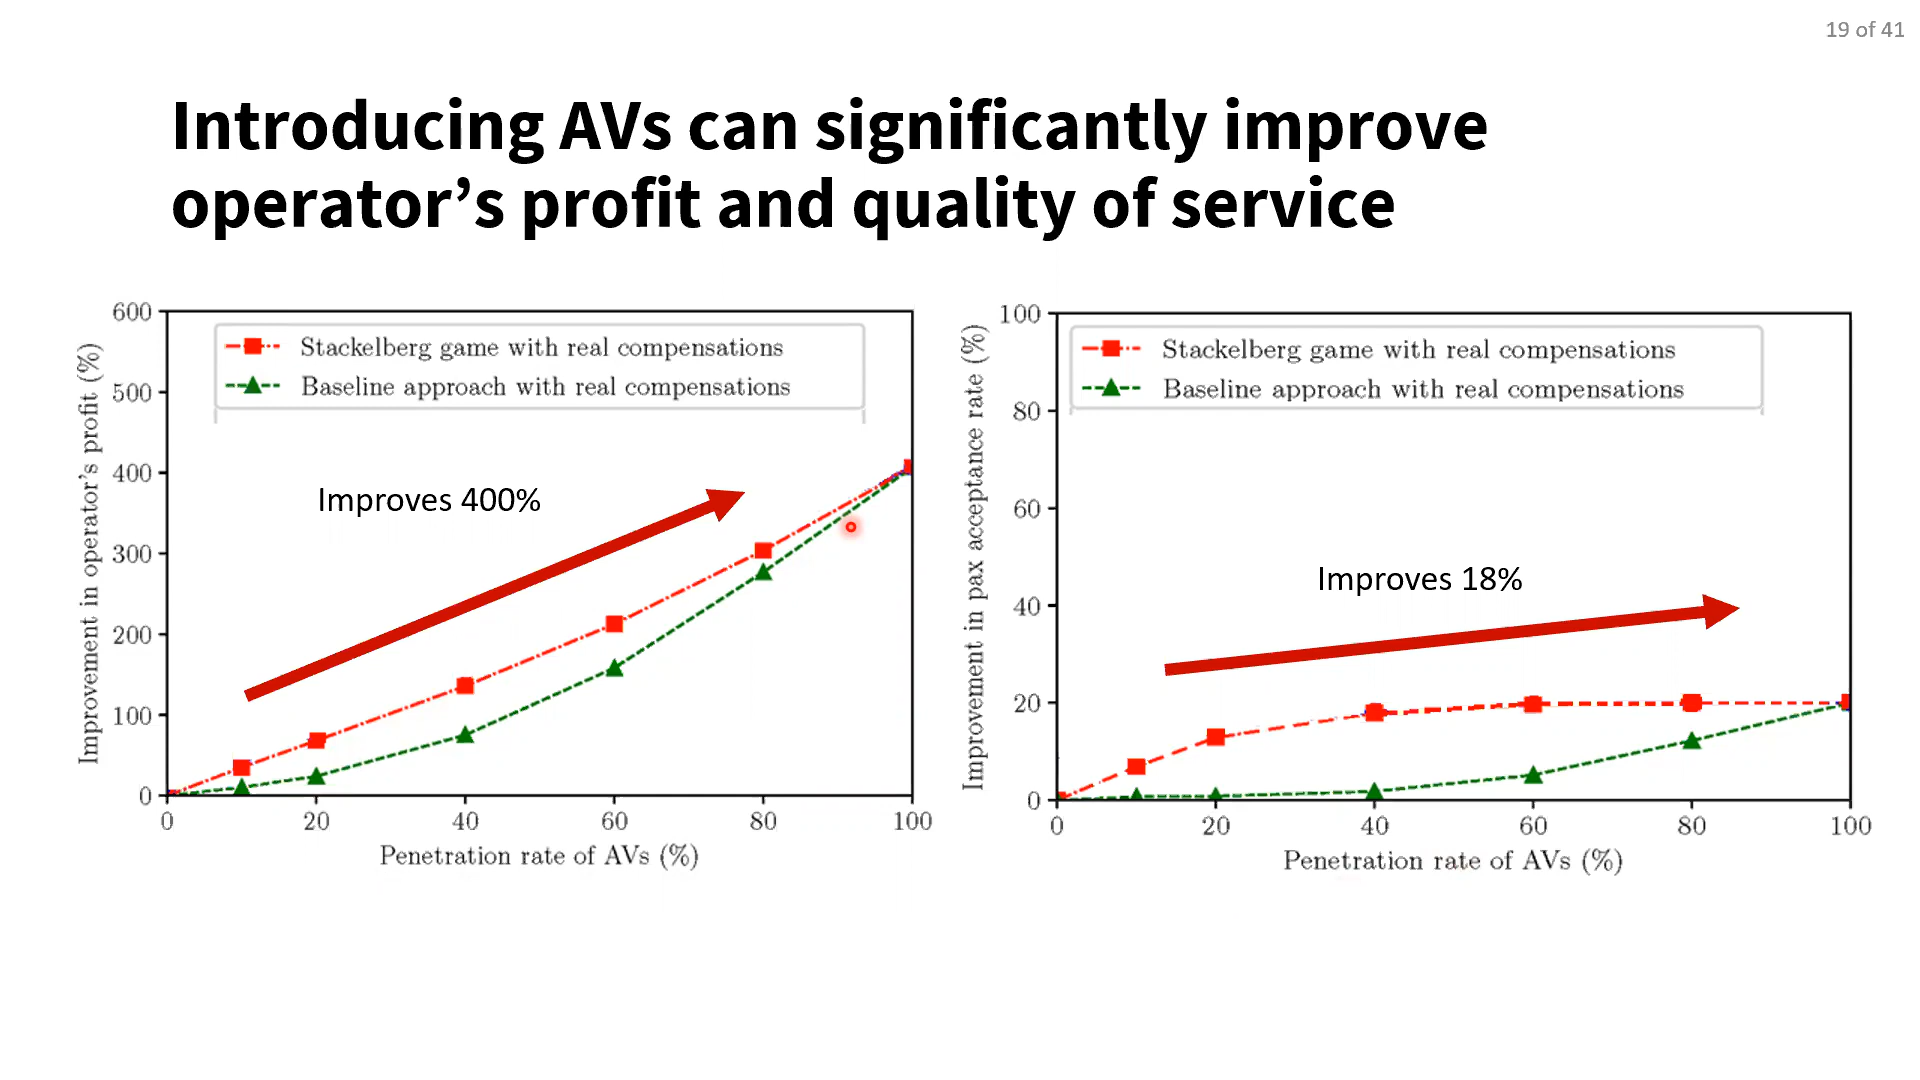 19 of 41
Introducing AVs can significantly improve
operator’s profit and quality of service
Improvement in operator's profit (%)
600
500
400
300
200
100
0
Stackelberg game with real compensations
Baseline approach with real compensations
Improves 400%
0 20 40 60 80 100
Penetration rate of AVs (%)
Improvement in pax acceptance rate (%)
100
80
60
40
20
0
Stackelberg game with real compensations
Baseline approach with real compensations
Improves 18%
0 20 40 60 80 100
Penetration rate of AVs (%)